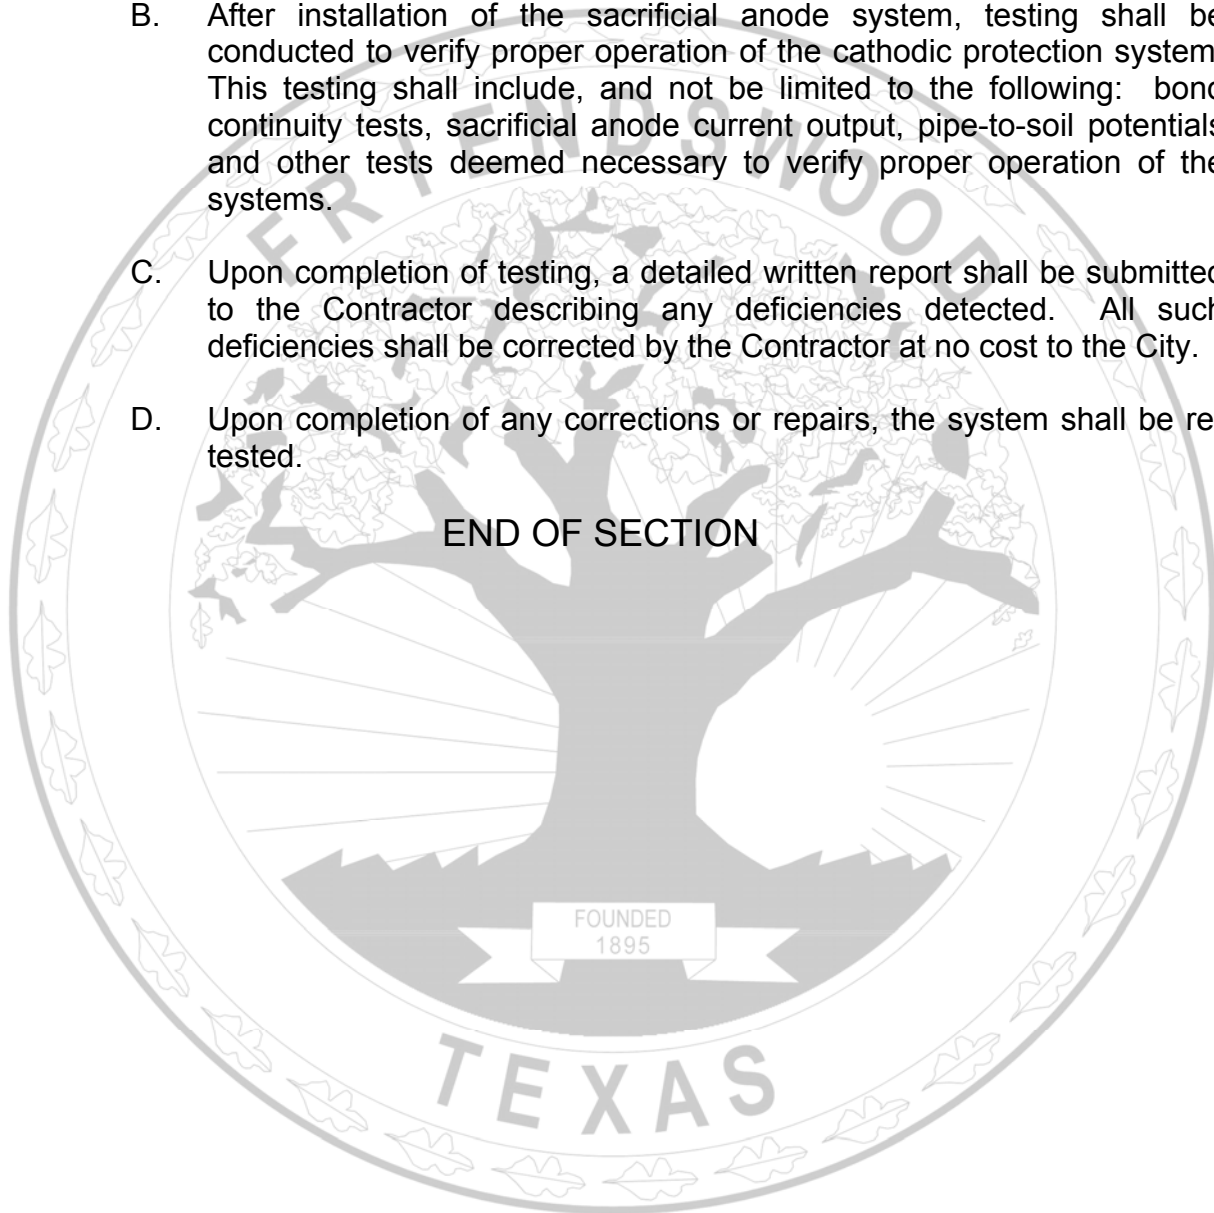 B. After installation of the sacrificial anode system, testing shall be
conducted to verify proper operation of the cathodic protection system
This testing shall include, and not be limited to the following: bond
continuity tests, sacrificial anode current output, pipe-to-soil potentials
and other tests deemed necessary to verify proper operation of the
systems.
C. Upon completion of testing, a detailed written report shall be submitted
to the Contractor describing any deficiencies detected. All such
deficiencies shall be corrected by the Contractor at no cost to the City.
D. Upon completion of any corrections or repairs, the system shall be re
tested.
END OF SECTION
FRIENDSWOOD
FOUNDED
1895
TEXAS